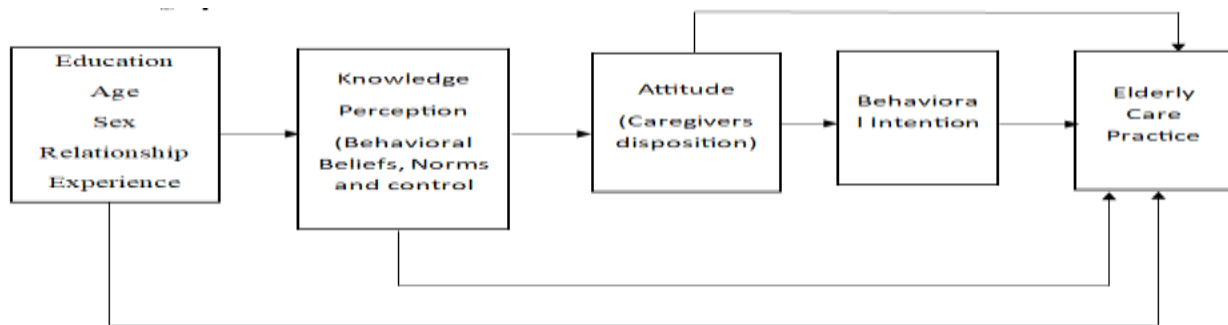 Education
Age
Sex
Relationship
Experience
Knowledge
Perception
(Behavioral
Beliefs, Norms
and control
Attitude
(Caregivers
disposition)
Behaviora
l Intention
Elderly
Care
Practice